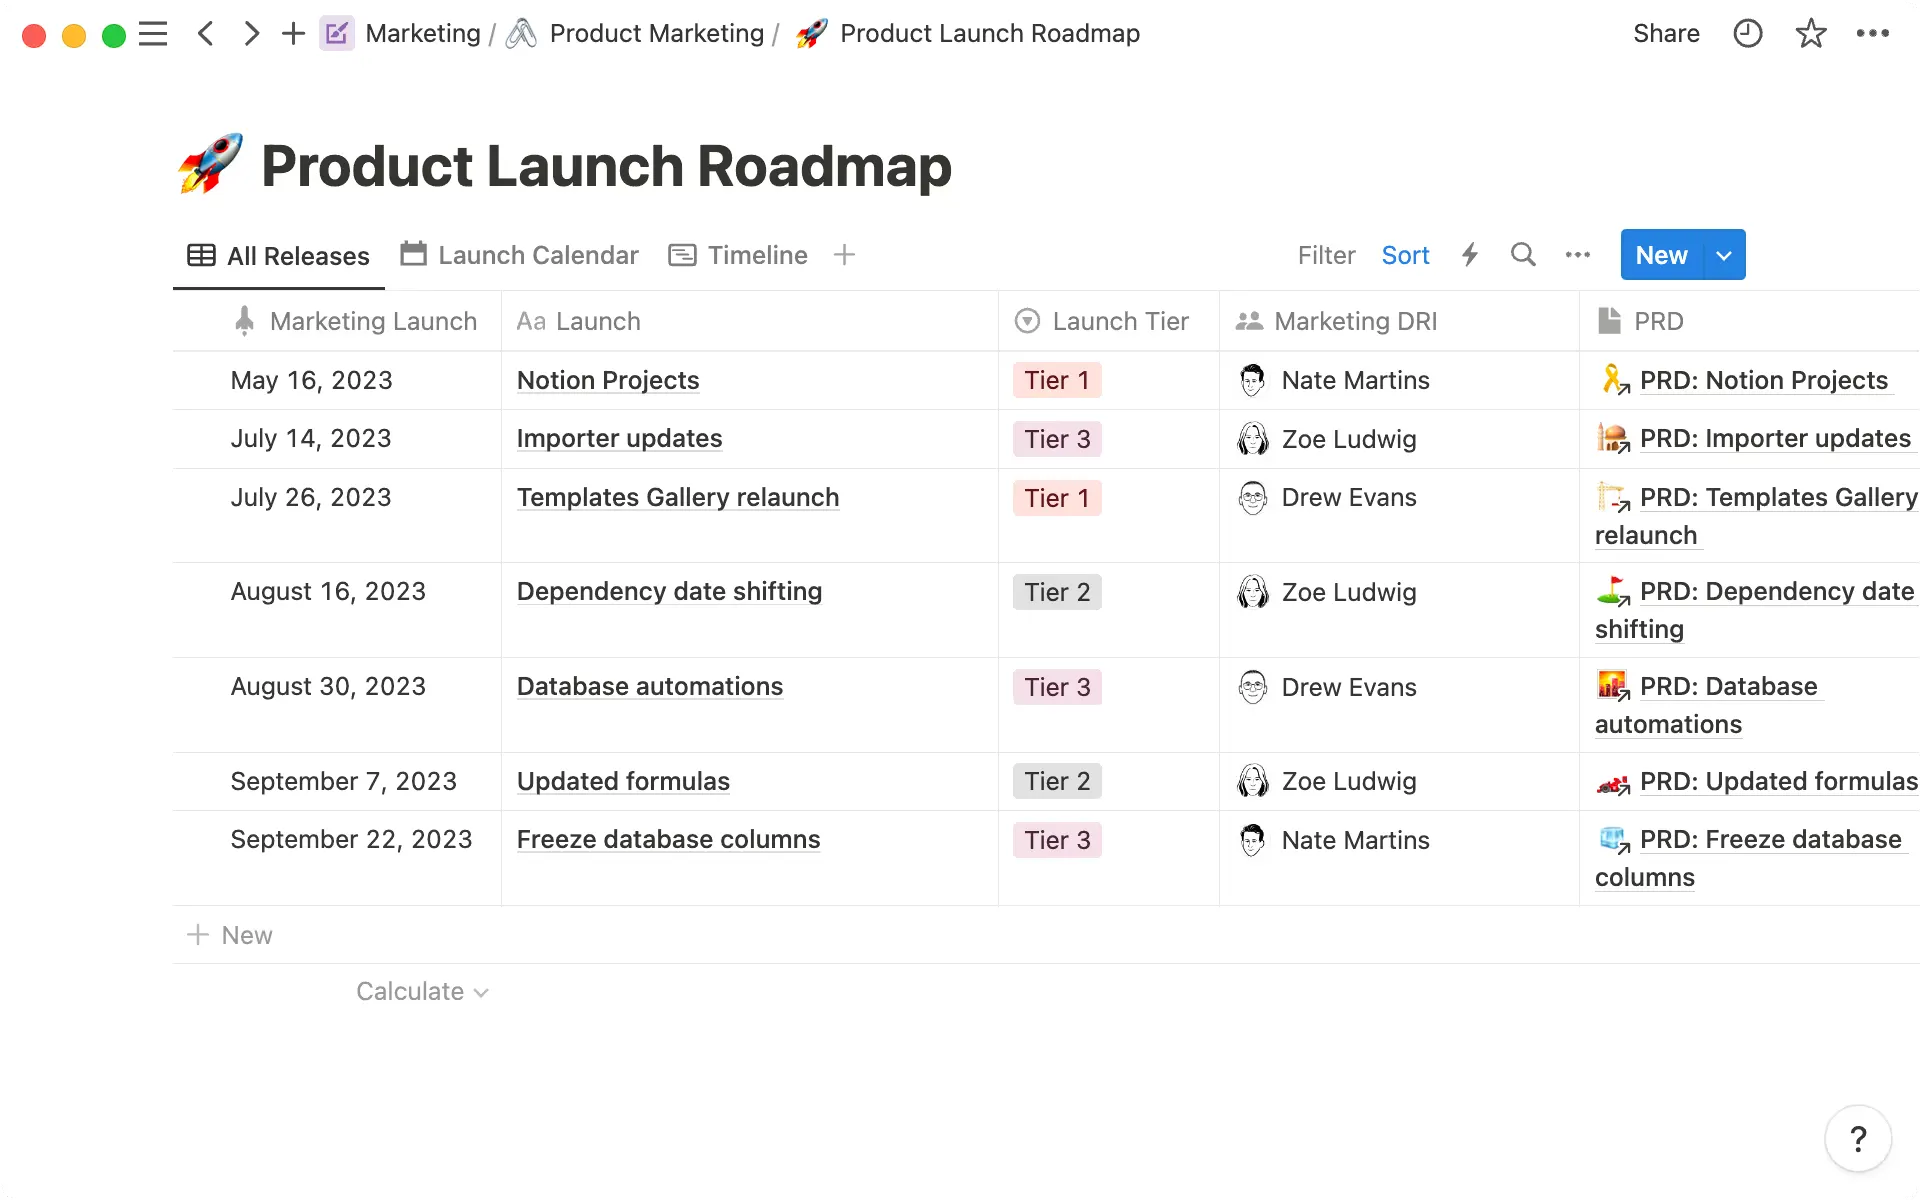 Marketing / Product Marketing / Product Launch Roadmap Share
Product Launch Roadmap
All Releases Launch Calendar Timeline Filter Sort New
Marketing Launch Aa Launch Launch Tier Marketing DRI PRD
May 16, 2023 Notion Projects Tier 1 Nate Martins PRD: Notion Projects
July 14, 2023 Importer updates Tier 3 Zoe Ludwig PRD: Importer updates
July 26, 2023 Templates Gallery relaunch Tier 1 Drew Evans PRD: Templates Gallery
relaunch
August 16, 2023 Dependency date shifting Tier 2 Zoe Ludwig PRD: Dependency date
shifting
August 30, 2023 Database automations Tier 3 Drew Evans PRD: Database
automations
September 7, 2023 Updated formulas Tier 2 Zoe Ludwig PRD: Updated formulas
September 22, 2023 Freeze database columns Tier 3 Nate Martins PRD: Freeze database
columns
New
Calculate
?